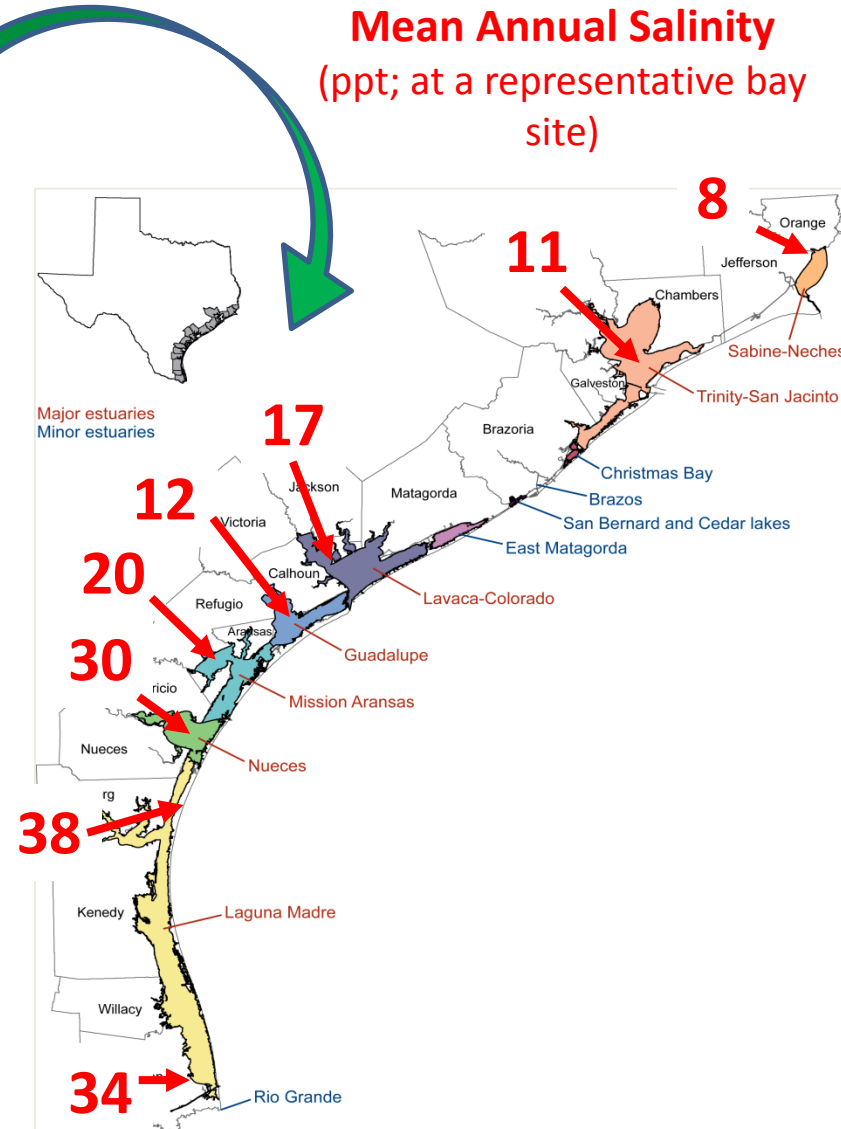 Mean Annual Salinity
(ppt; at a representative bay
site)
8
Orange
11
Jefferson
Chambers
Sabine-Neches
Galveston
Trinity-San Jacinto
Major estuaries
Minor estuaries
17
Brazoria
Christmas Bay
Jackson
Matagorda
Brazos
12
Victoria
San Bernard and Cedar lakes
East Matagorda
20
Calhoun
Lavaca-Colorado
Refugio
Aransas
Guadalupe
30
ricio
Mission Aransas
Nueces
Nueces
rg
38
Kenedy
Laguna Madre
Willacy
34
Rio Grande